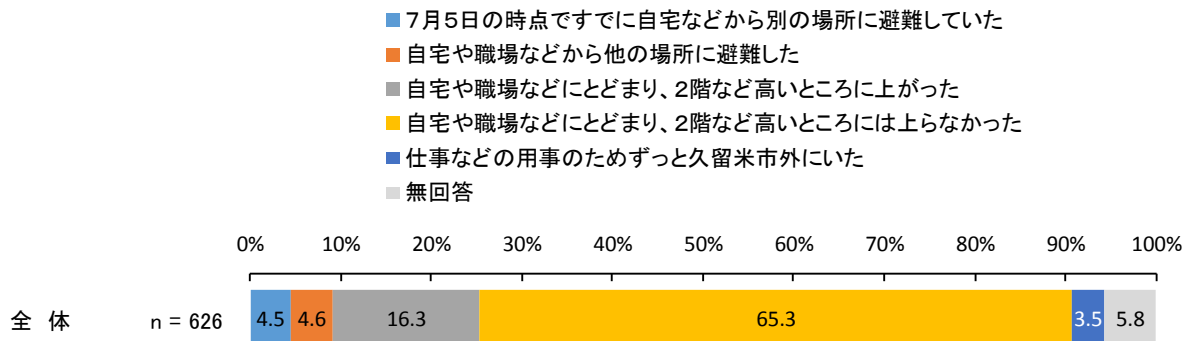 ７月５日の時点ですでに自宅などから別の場所に避難していた
自宅や職場などから他の場所に避難した
自宅や職場などにとどまり、２階など高いところに上がった
自宅や職場などにとどまり、２階など高いところには上らなかった
仕事などの用事のためずっと久留米市外にいた
無回答
0% 10% 20% 30% 40% 50% 60% 70% 80% 90% 100%
全 体 n = 626 4.5 4.6 16.3 65.3 3.5 5.8